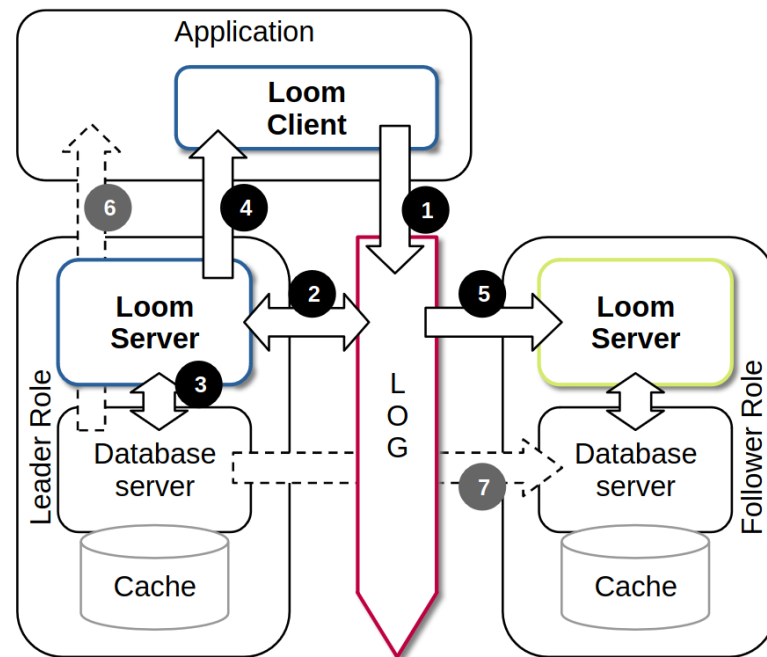 Application
Loom
Client
6
4
1
Loom
Server
2
5
Loom
Server
3
L
O
G
Leader Role
Database
server
7
Database
server
Follower Role
Cache
Cache